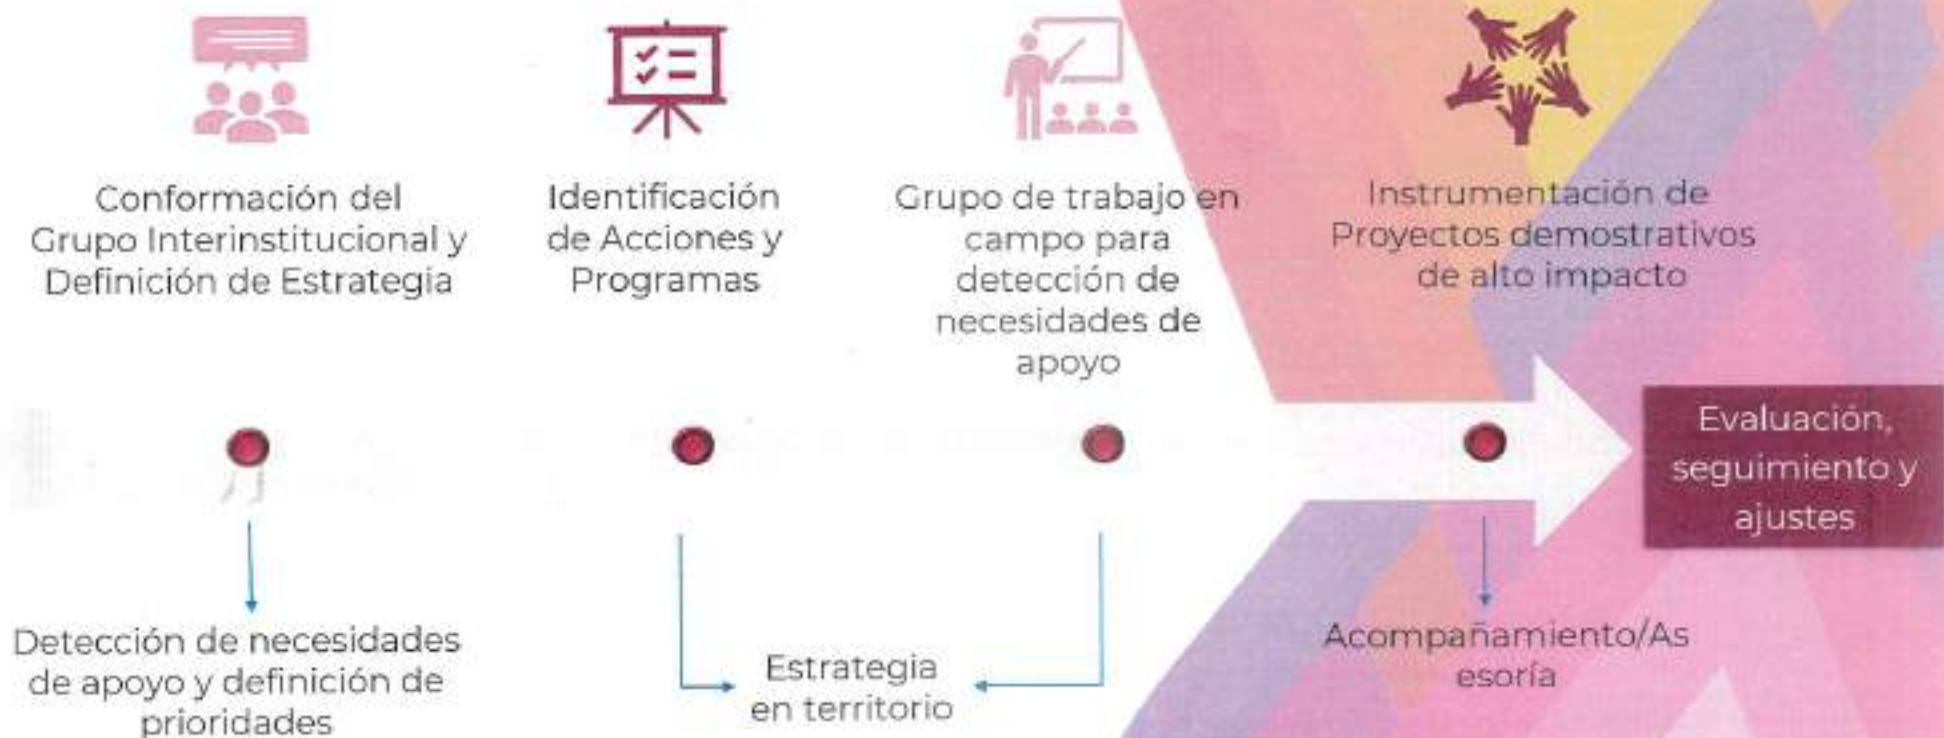 Conformación del
Grupo Interinstitucional y
Definición de Estrategia
Identificación
de Acciones y
Programas
Grupo de trabajo en
campo para
detección de
necesidades de
apoyo
Instrumentación de
Proyectos demostrativos
de alto impacto
Evaluación,
seguimiento y
ajustes
Detección de necesidades
de apoyo y definición de
prioridades
Estrategia
en territorio
Acompañamiento/As
esoría